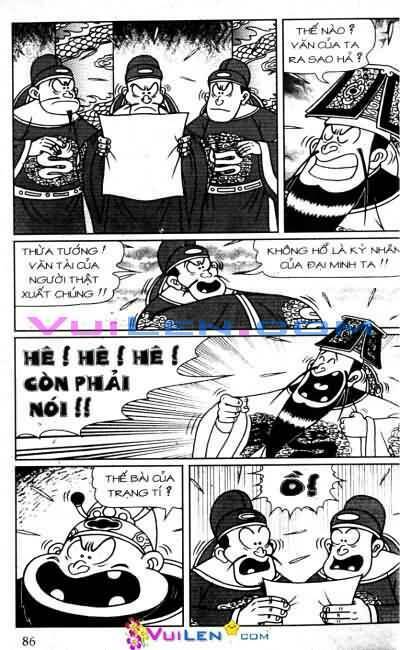 THẾ NÀO?
VĂN CỦA TA
RA SAO HẢ?
THỪA TƯỚNG!
VĂN TÀI CỦA
NGƯỜI THẬT
XUẤT CHÚNG!!
KHÔNG HỔ LÀ KỲ NHÂN
CỦA ĐẠI MINH TA!!
VUILEN.COM
HÊ! HÊ! HÊ!
CÒN PHẢI
NÓI!!
THẾ BÀI CỦA
TRẠNG TÍ?
Ồ!
86
VUILEN.COM